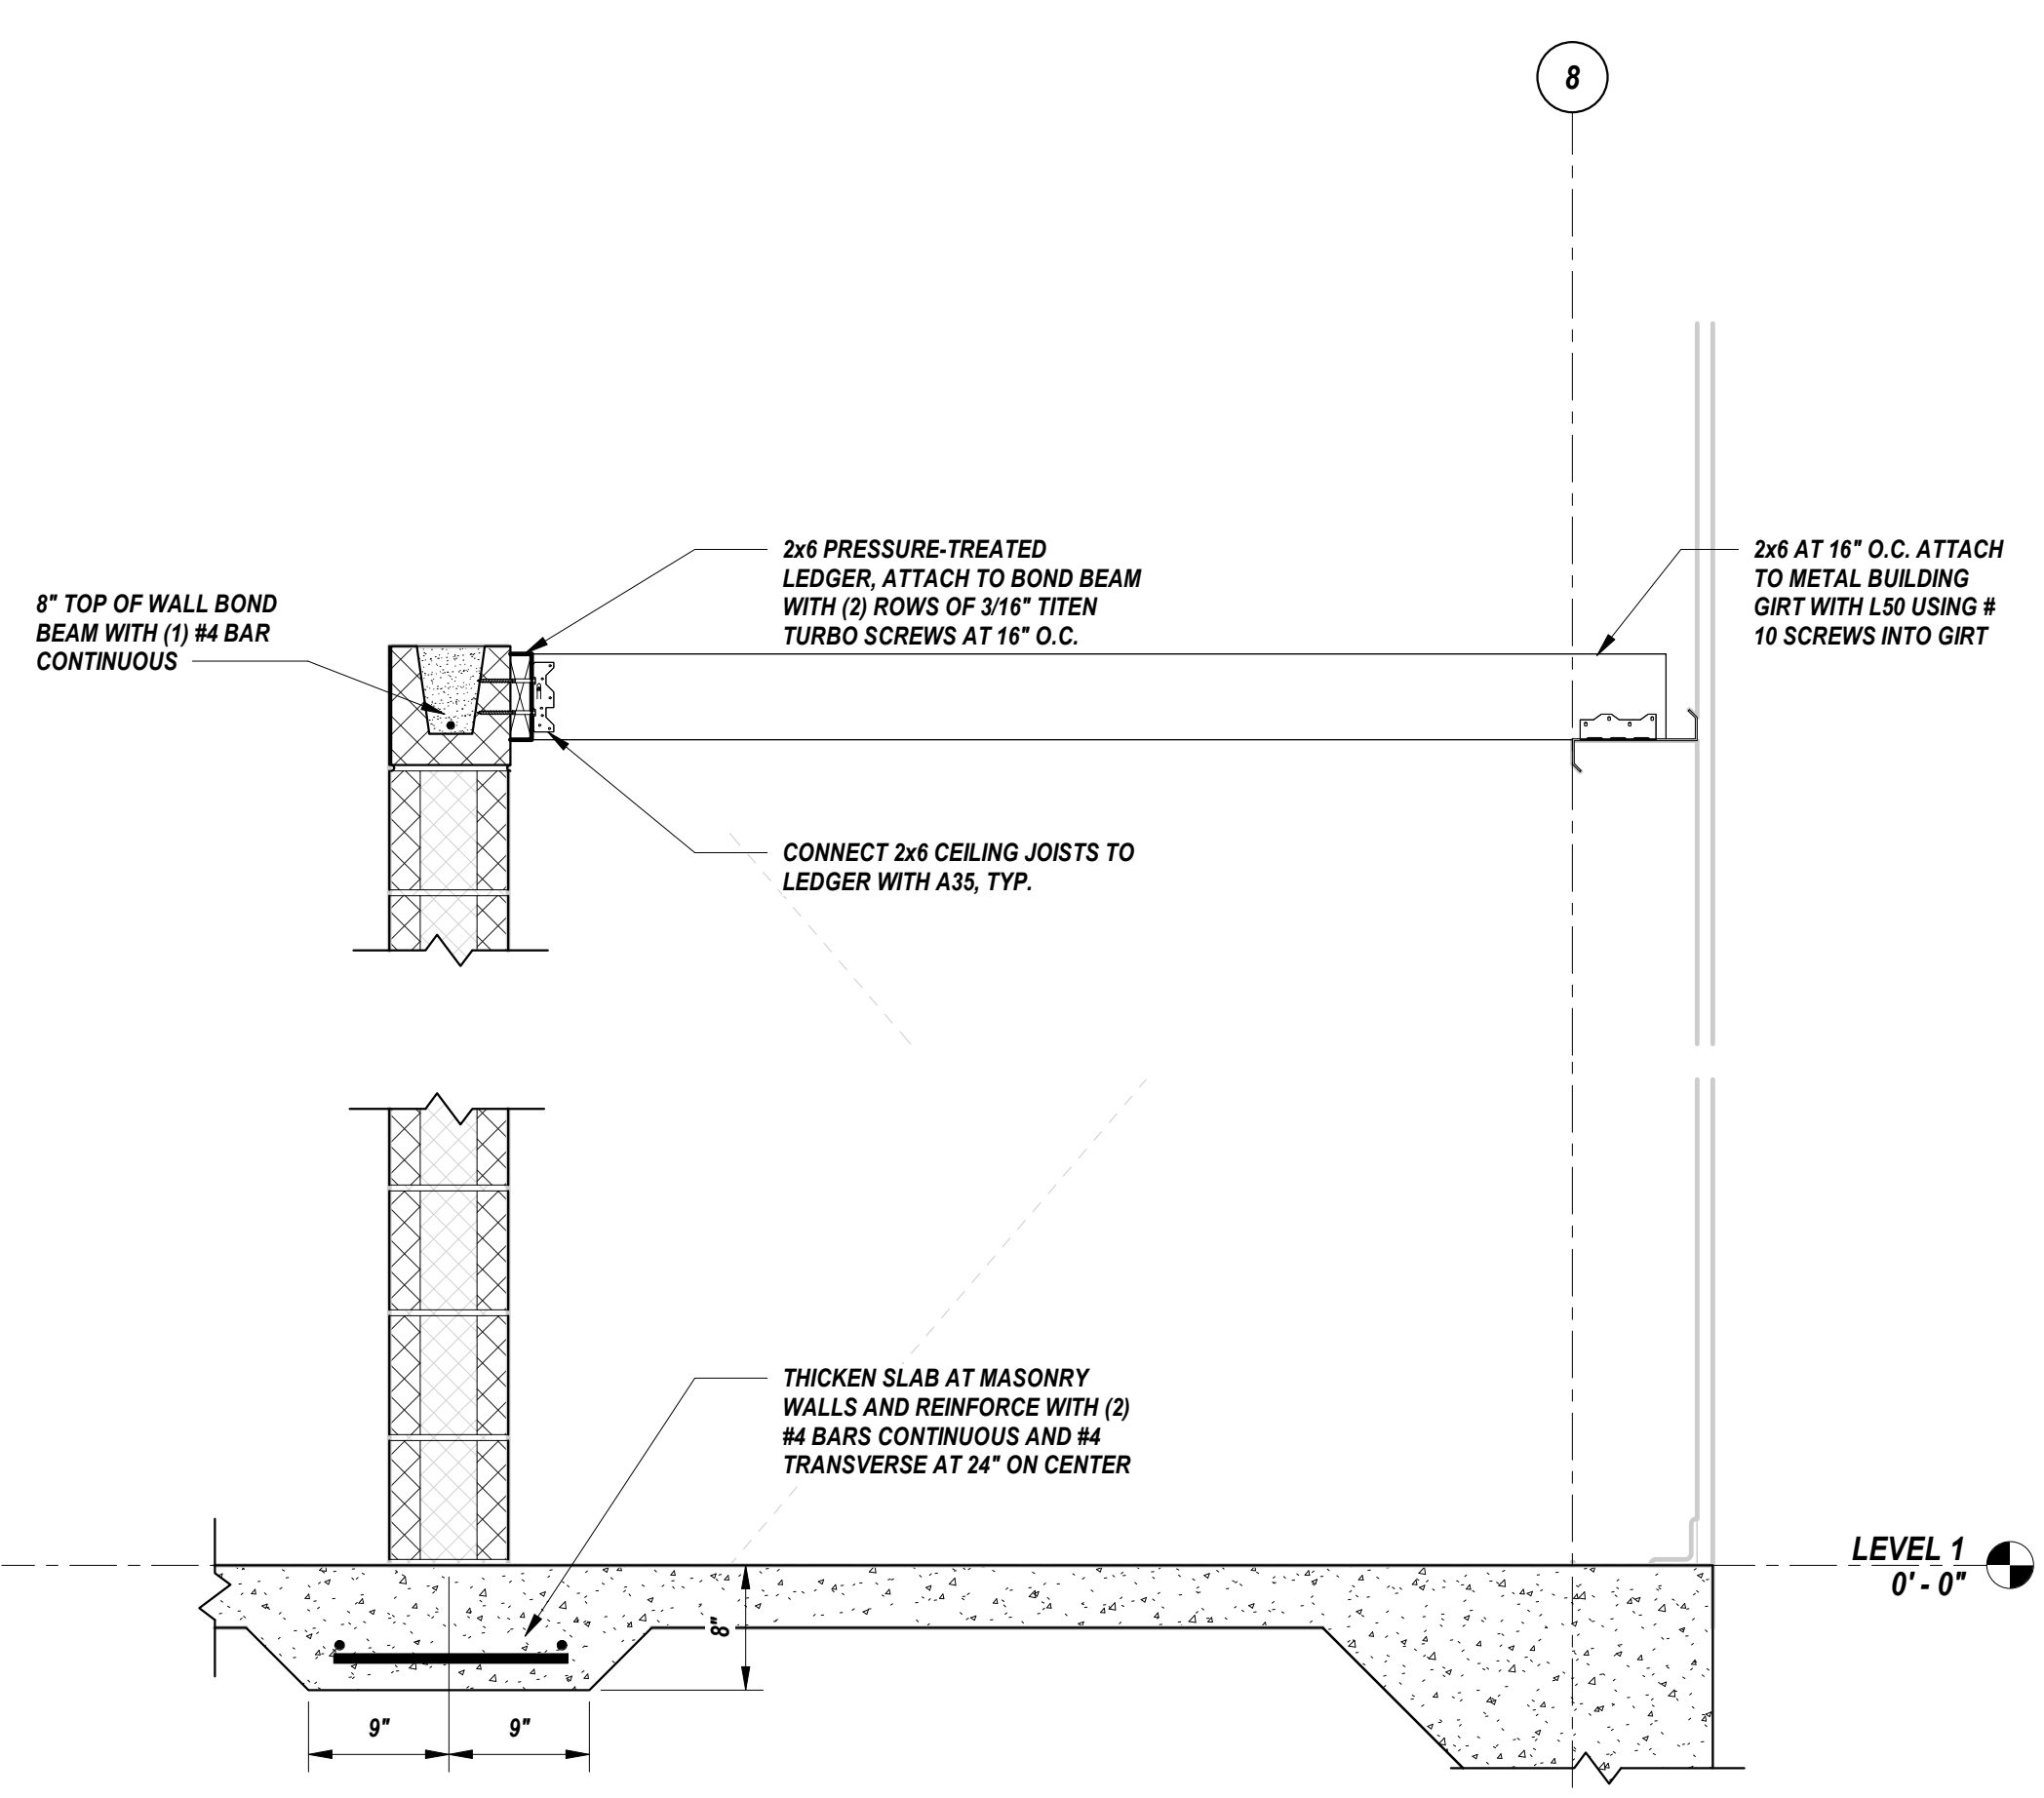 8
2x6 PRESSURE-TREATED
LEDGER, ATTACH TO BOND BEAM
WITH (2) ROWS OF 3/16" TITEN
TURBO SCREWS AT 16" O.C.
2x6 AT 16" O.C. ATTACH
TO METAL BUILDING
GIRT WITH L50 USING #
10 SCREWS INTO GIRT
8" TOP OF WALL BOND
BEAM WITH (1) #4 BAR
CONTINUOUS
CONNECT 2x6 CEILING JOISTS TO
LEDGER WITH A35, TYP.
THICKEN SLAB AT MASONRY
WALLS AND REINFORCE WITH (2)
#4 BARS CONTINUOUS AND #4
TRANSVERSE AT 24" ON CENTER
LEVEL 1
0' - 0"
8"
9"
9"